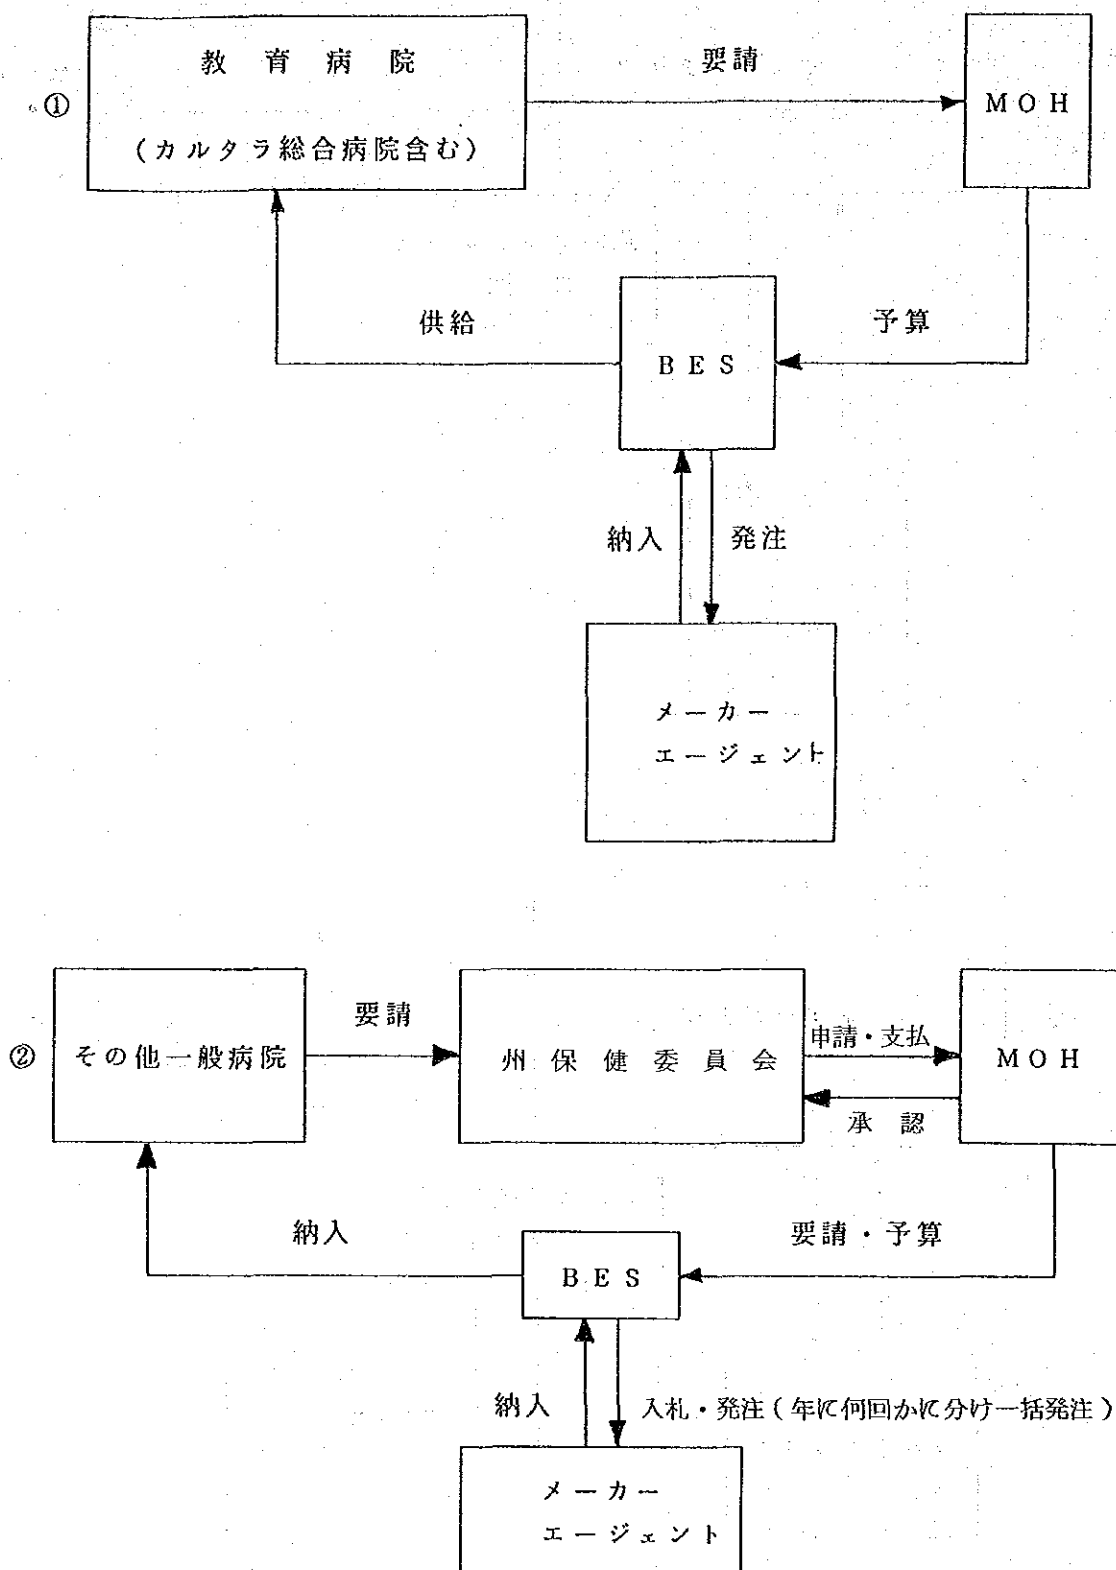 教育病院
(カルタラ総合病院含む)
①
要請
MOH
供給
予算
BES
納入
発注
メーカー
エージェント
②
その他一般病院
要請
州保健委員会
申請・支払
承認
MOH
納入
要請・予算
BES
納入
入札・発注(年に何回かに分け一括発注)
メーカー
エージェント